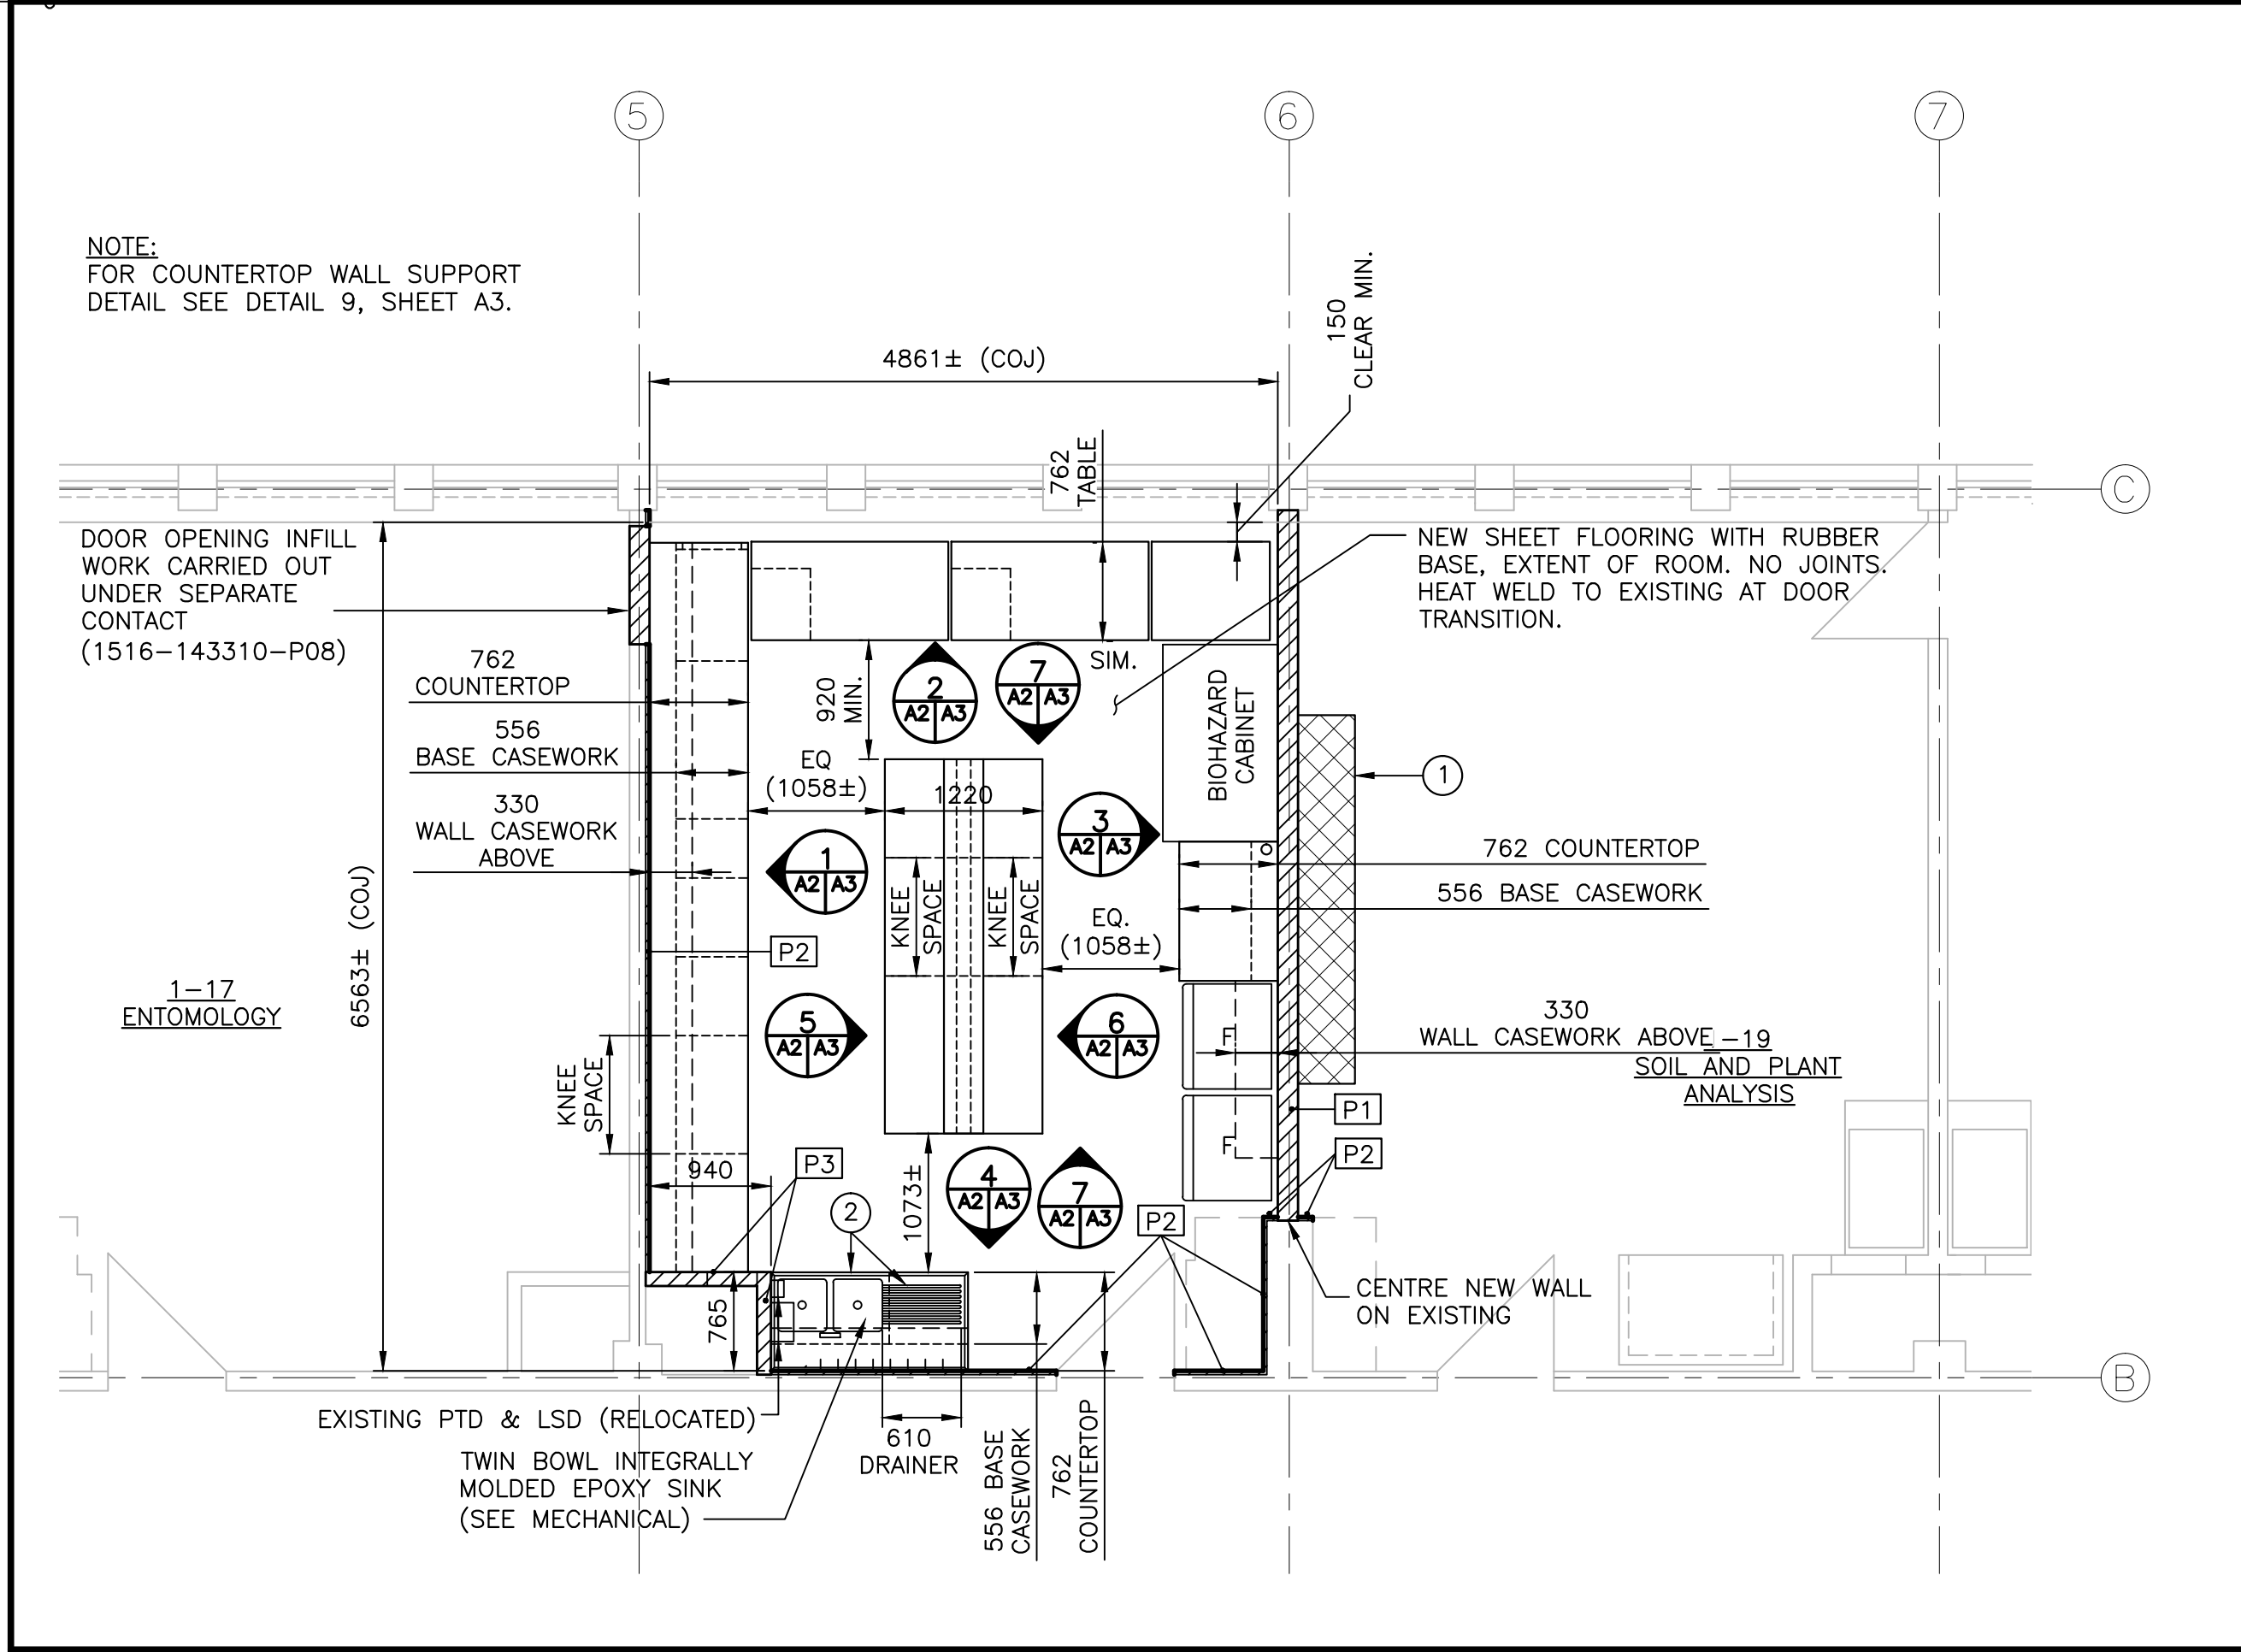 5
6
7
NOTE:
FOR COUNTERTOP WALL SUPPORT
DETAIL SEE DETAIL 9, SHEET A3.
150
CLEAR MIN.
4861± (COJ)
762
TABLE
C
DOOR OPENING INFILL
WORK CARRIED OUT
UNDER SEPARATE
CONTACT
(1516-143310-P08)
NEW SHEET FLOORING WITH RUBBER
BASE, EXTENT OF ROOM. NO JOINTS.
HEAT WELD TO EXISTING AT DOOR
TRANSITION.
762
COUNTERTOP
556
BASE CASEWORK
330
WALL CASEWORK
ABOVE
920
MIN.
2
A2 A3
7
A2 A3
SIM.
BIOHAZARD
CABINET
EQ
(1058±)
1220
1
3
A2 A3
1
A2 A3
762 COUNTERTOP
556 BASE CASEWORK
6563± (COJ)
KNEE
SPACE
KNEE
SPACE
EQ.
(1058±)
P2
1-17
ENTOMOLOGY
5
A2 A3
6
A2 A3
F
330
WALL CASEWORK ABOVE
-19
SOIL AND PLANT
ANALYSIS
KNEE
SPACE
P1
F
P2
940
P3
2
1073±
4
A2 A3
7
A2 A3
P2
765
CENTRE NEW WALL
ON EXISTING
B
EXISTING PTD & LSD (RELOCATED)
TWIN BOWL INTEGRALLY
MOLDED EPOXY SINK
(SEE MECHANICAL)
610
DRAINER
556 BASE
CASEWORK
762
COUNTERTOP